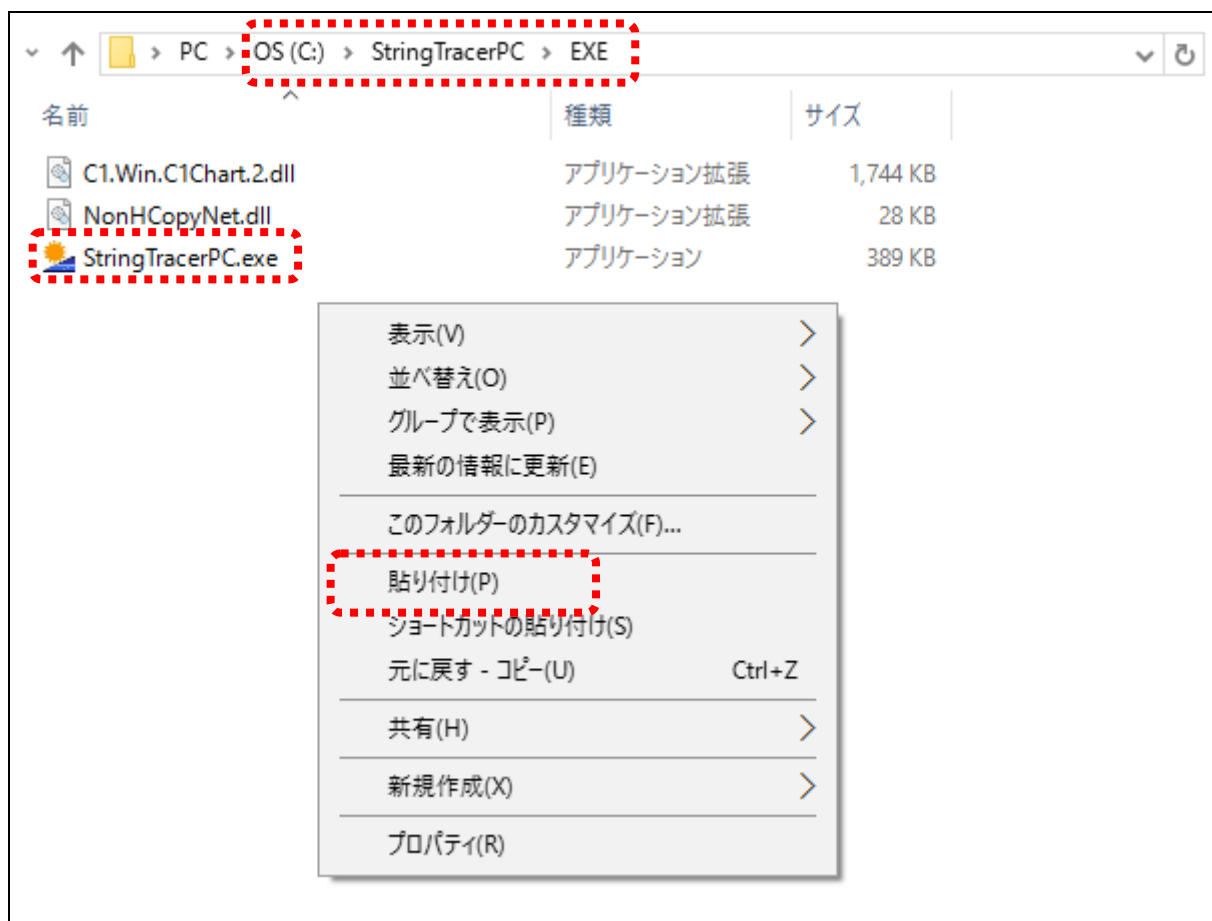 PC > OS (C:) > StringTracerPC > EXE
名前 種類 サイズ
C1.Win.C1Chart.2.dll アプリケーション拡張 1,744 KB
NonHCopyNet.dll アプリケーション拡張 28 KB
StringTracerPC.exe アプリケーション 389 KB
表示(V)
並べ替え(O)
グループで表示(P)
最新の情報に更新(E)
このフォルダーのカスタマイズ(F)...
貼り付け(P)
ショートカットの貼り付け(S)
元に戻す - コピー(U) Ctrl+Z
共有(H)
新規作成(X)
プロパティ(R)